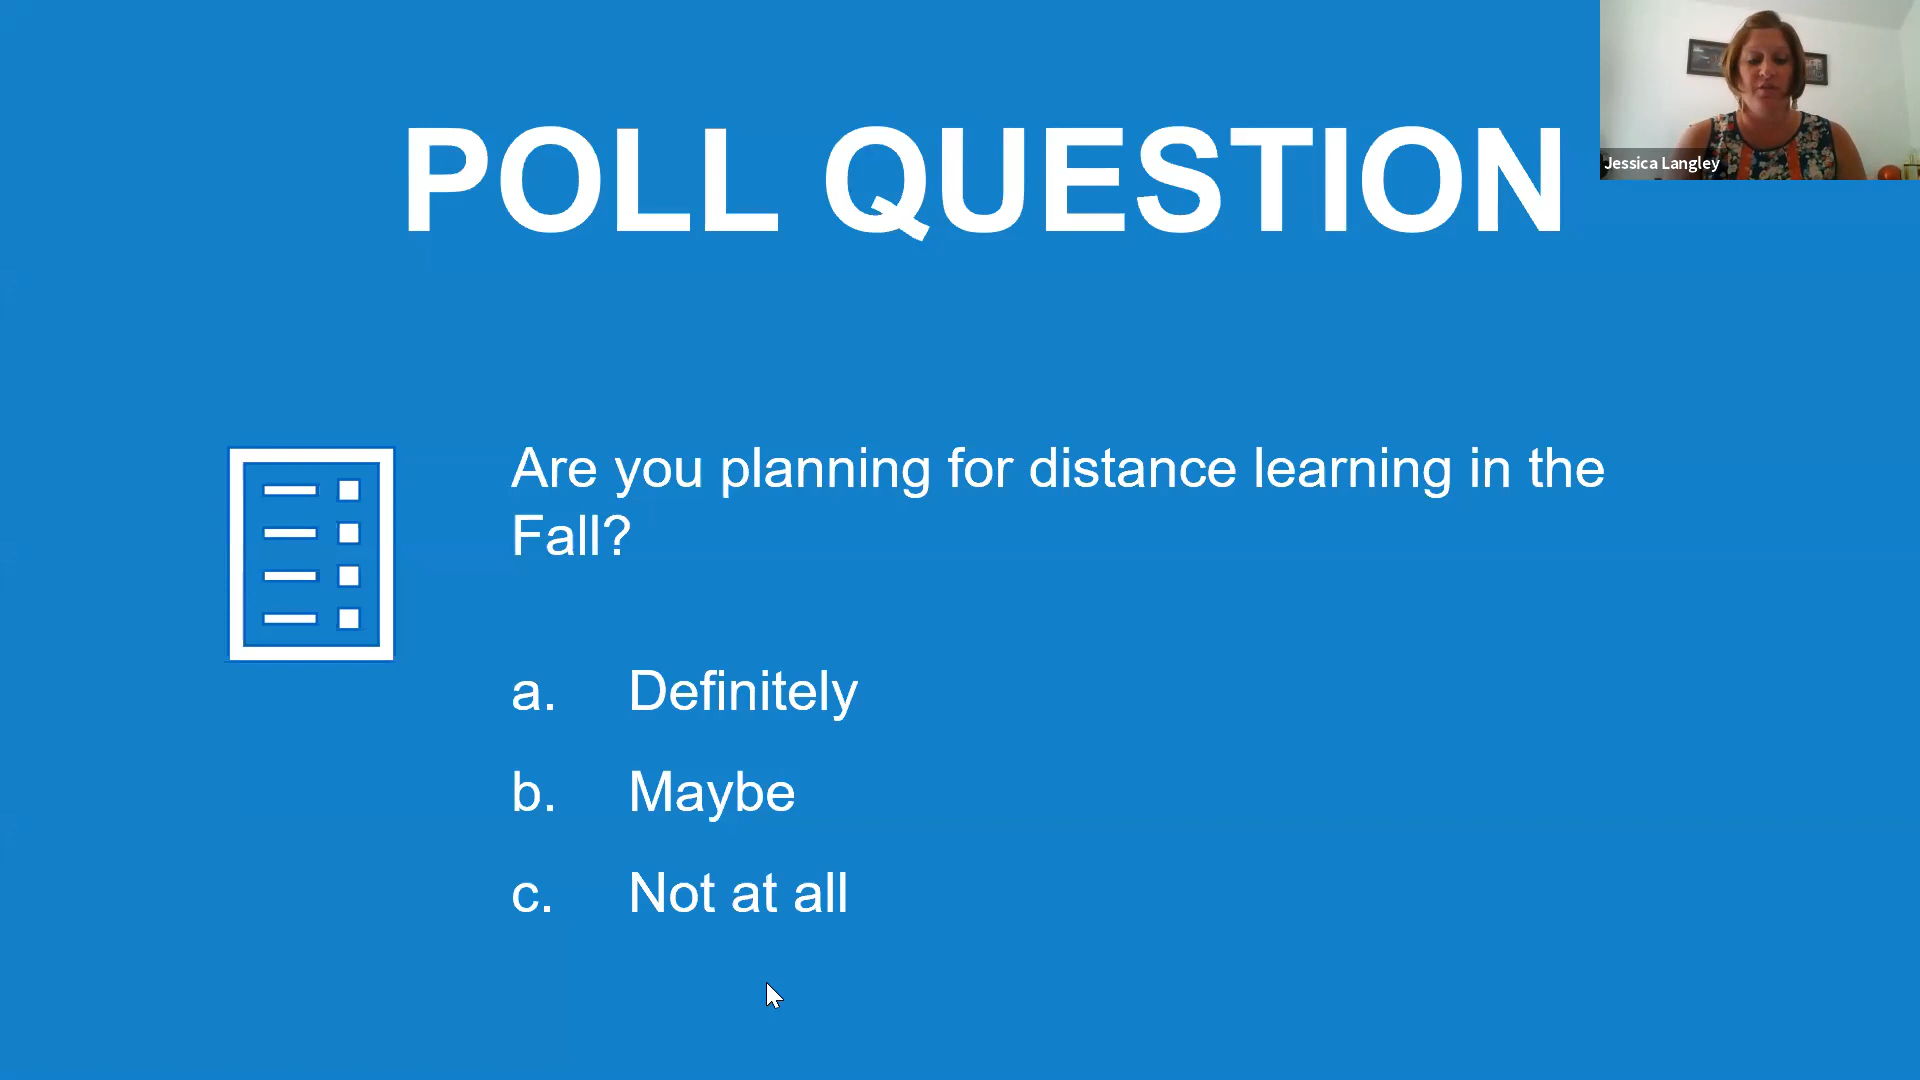 POLL QUESTION
Jessica Langley
Are you planning for distance learning in the
Fall?
a. Definitely
b. Maybe
c. Not at all